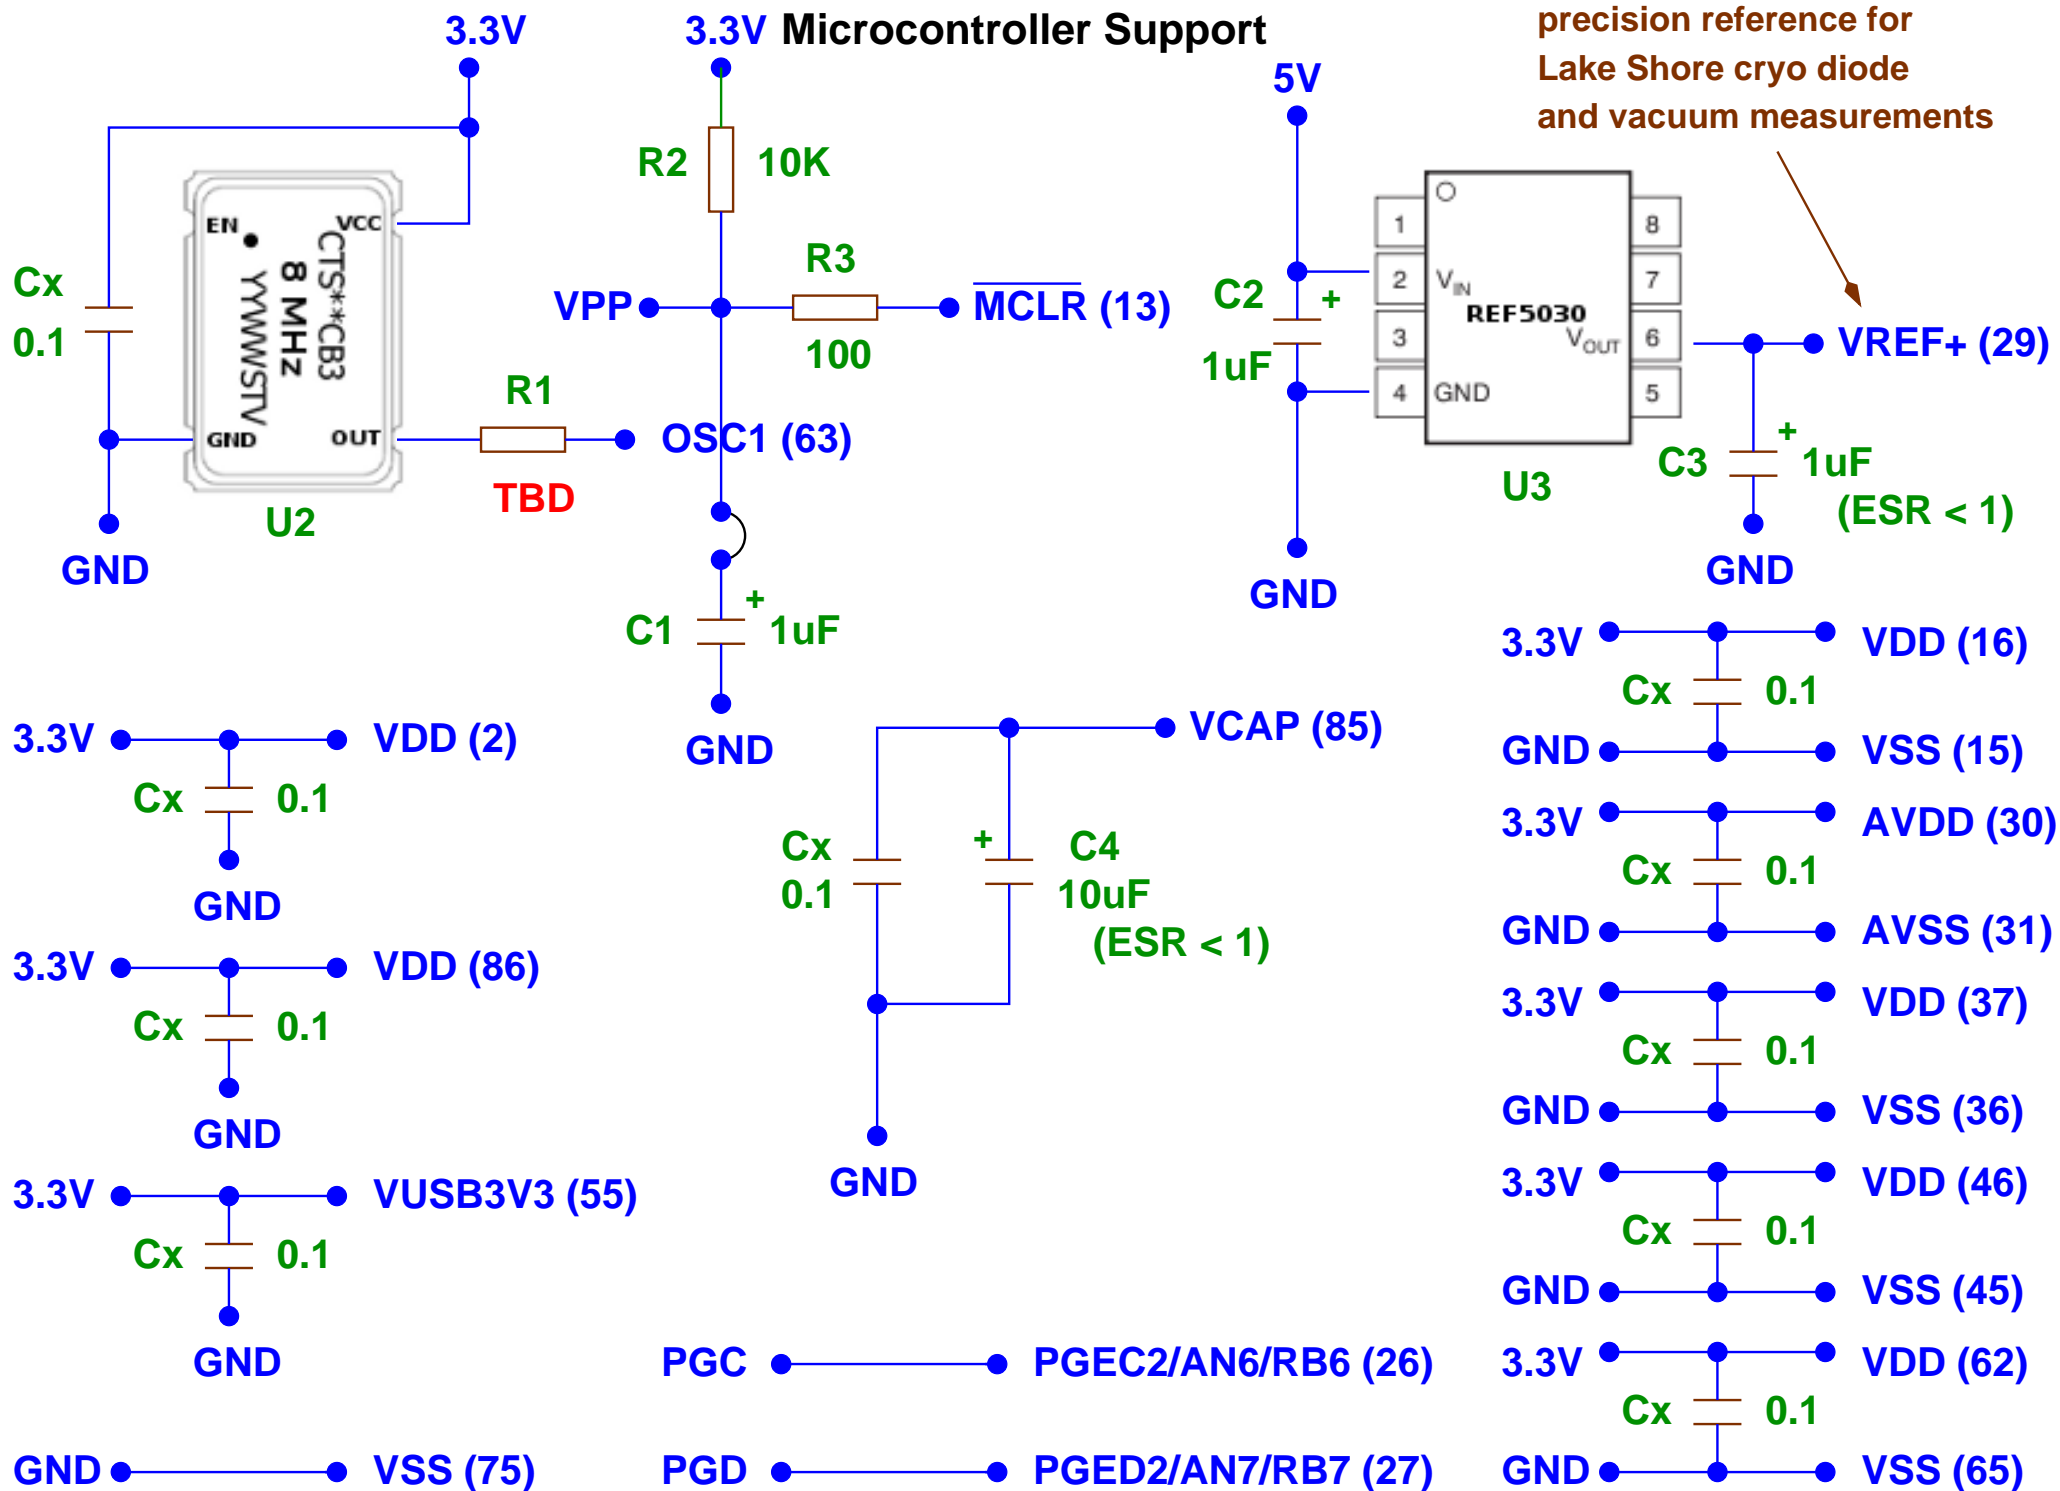 3.3V
3.3V Microcontroller Support
precision reference for
Lake Shore cryo diode
and vacuum measurements
5V
R2 10K
EN VCC
CTS**CB3
8 MHz
YYWWSTV
GND OUT
U2
Cx
0.1
GND
R1
TBD
OSC1 (63)
VPP
R3
100
MCLR (13)
C1 + 1uF
GND
C2 +
1uF
GND
1
2
3
4
8
7
6
5
VIN
REF5030
VOUT
GND
U3
VREF+ (29)
C3 + 1uF
(ESR < 1)
GND
3.3V VDD (2)
Cx 0.1
GND
3.3V VDD (86)
Cx 0.1
GND
3.3V VUSB3V3 (55)
Cx 0.1
GND
GND VSS (75)
VCAP (85)
Cx
0.1
+ C4
10uF
(ESR < 1)
GND
PGC PGEC2/AN6/RB6 (26)
PGD PGED2/AN7/RB7 (27)
3.3V VDD (16)
Cx 0.1
GND VSS (15)
3.3V AVDD (30)
Cx 0.1
GND AVSS (31)
3.3V VDD (37)
Cx 0.1
GND VSS (36)
3.3V VDD (46)
Cx 0.1
GND VSS (45)
3.3V VDD (62)
Cx 0.1
GND VSS (65)